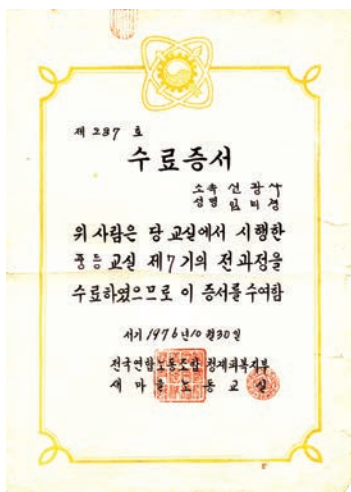 제 237 호
수료증서
소속 선광사
성명 임미경
위 사람은 당 교실에서 시행한
중등 교실 제7기의 전과정을
수료하였으므로 이 증서를 수여함
서기 1976년 10월 30일
전국연합노동조합 청계피복지부
새마을노동교실